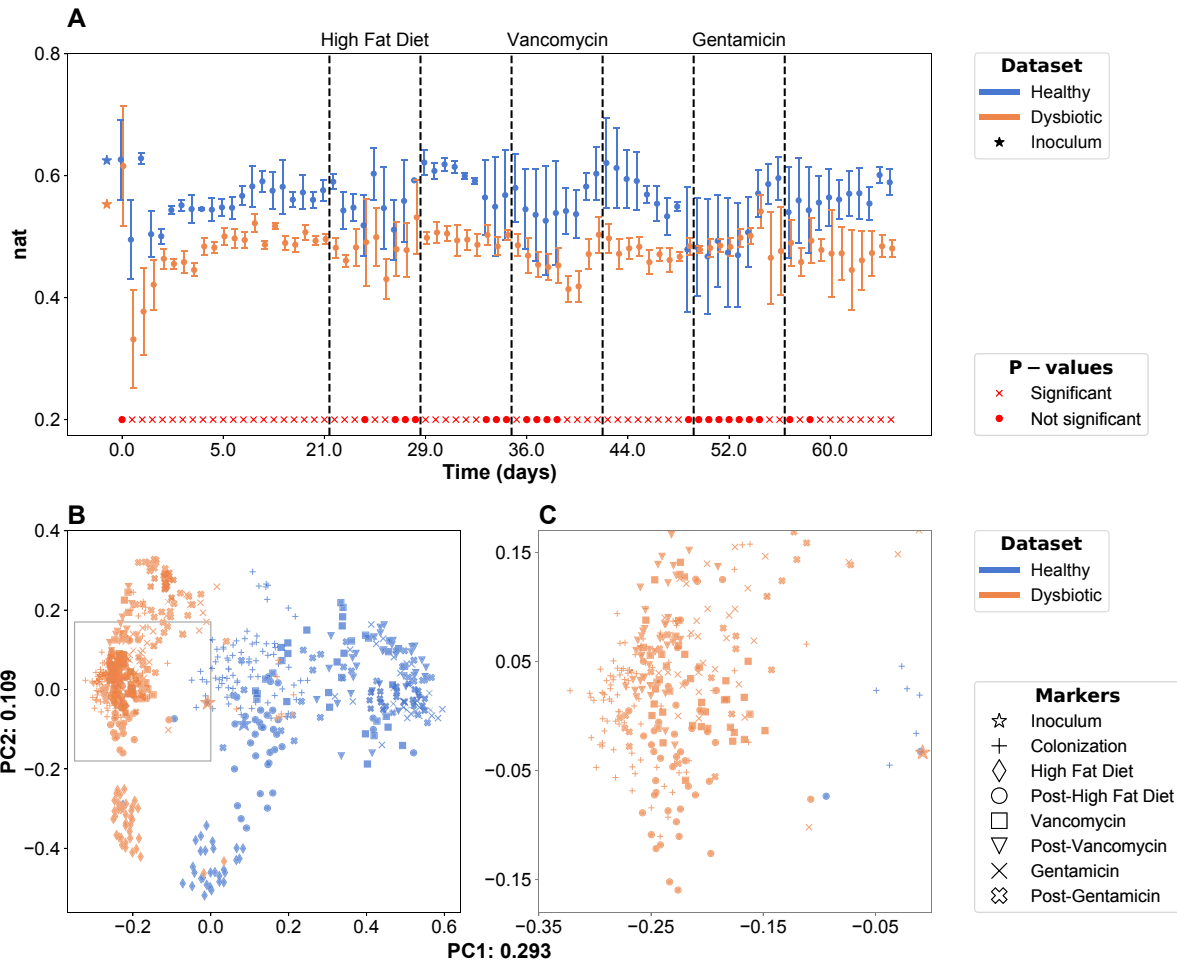 A
High Fat Diet Vancomycin Gentamicin
0.8
0.6
0.4
0.2
nat
0.0 5.0 21.0 29.0 36.0 44.0 52.0 60.0
Time (days)
Dataset
Healthy
Dysbiotic
Inoculum
P − values
Significant
Not significant
B
0.4
0.2
0.0
−0.2
−0.4
PC2: 0.109
−0.2 0.0 0.2 0.4 0.6
C
0.15
0.05
−0.05
−0.15
−0.35 −0.25 −0.15 −0.05
PC1: 0.293
Dataset
Healthy
Dysbiotic
Markers
Inoculum
Colonization
High Fat Diet
Post-High Fat Diet
Vancomycin
Post-Vancomycin
Gentamicin
Post-Gentamicin